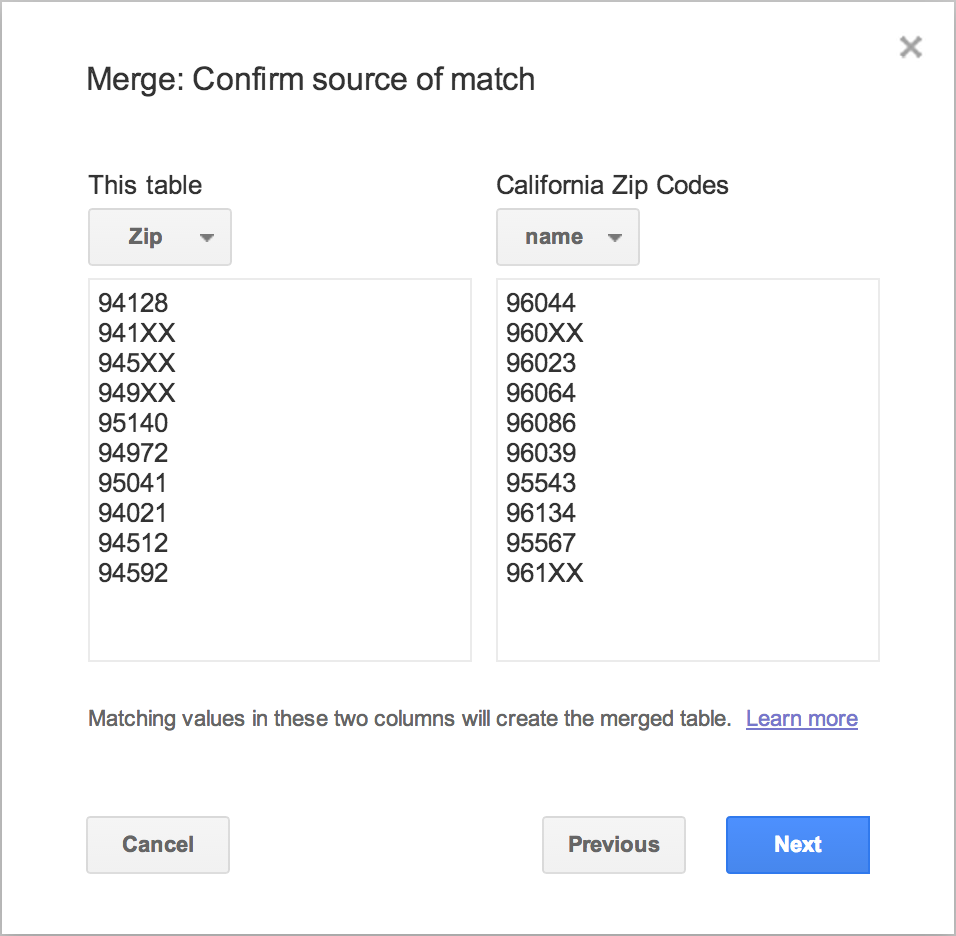 Merge: Confirm source of match
This table
Zip
94128
941XX
945XX
949XX
95140
94972
95041
94021
94512
94592
California Zip Codes
name
96044
960XX
96023
96064
96086
96039
95543
96134
95567
961XX
Matching values in these two columns will create the merged table. Learn more
Cancel
Previous
Next